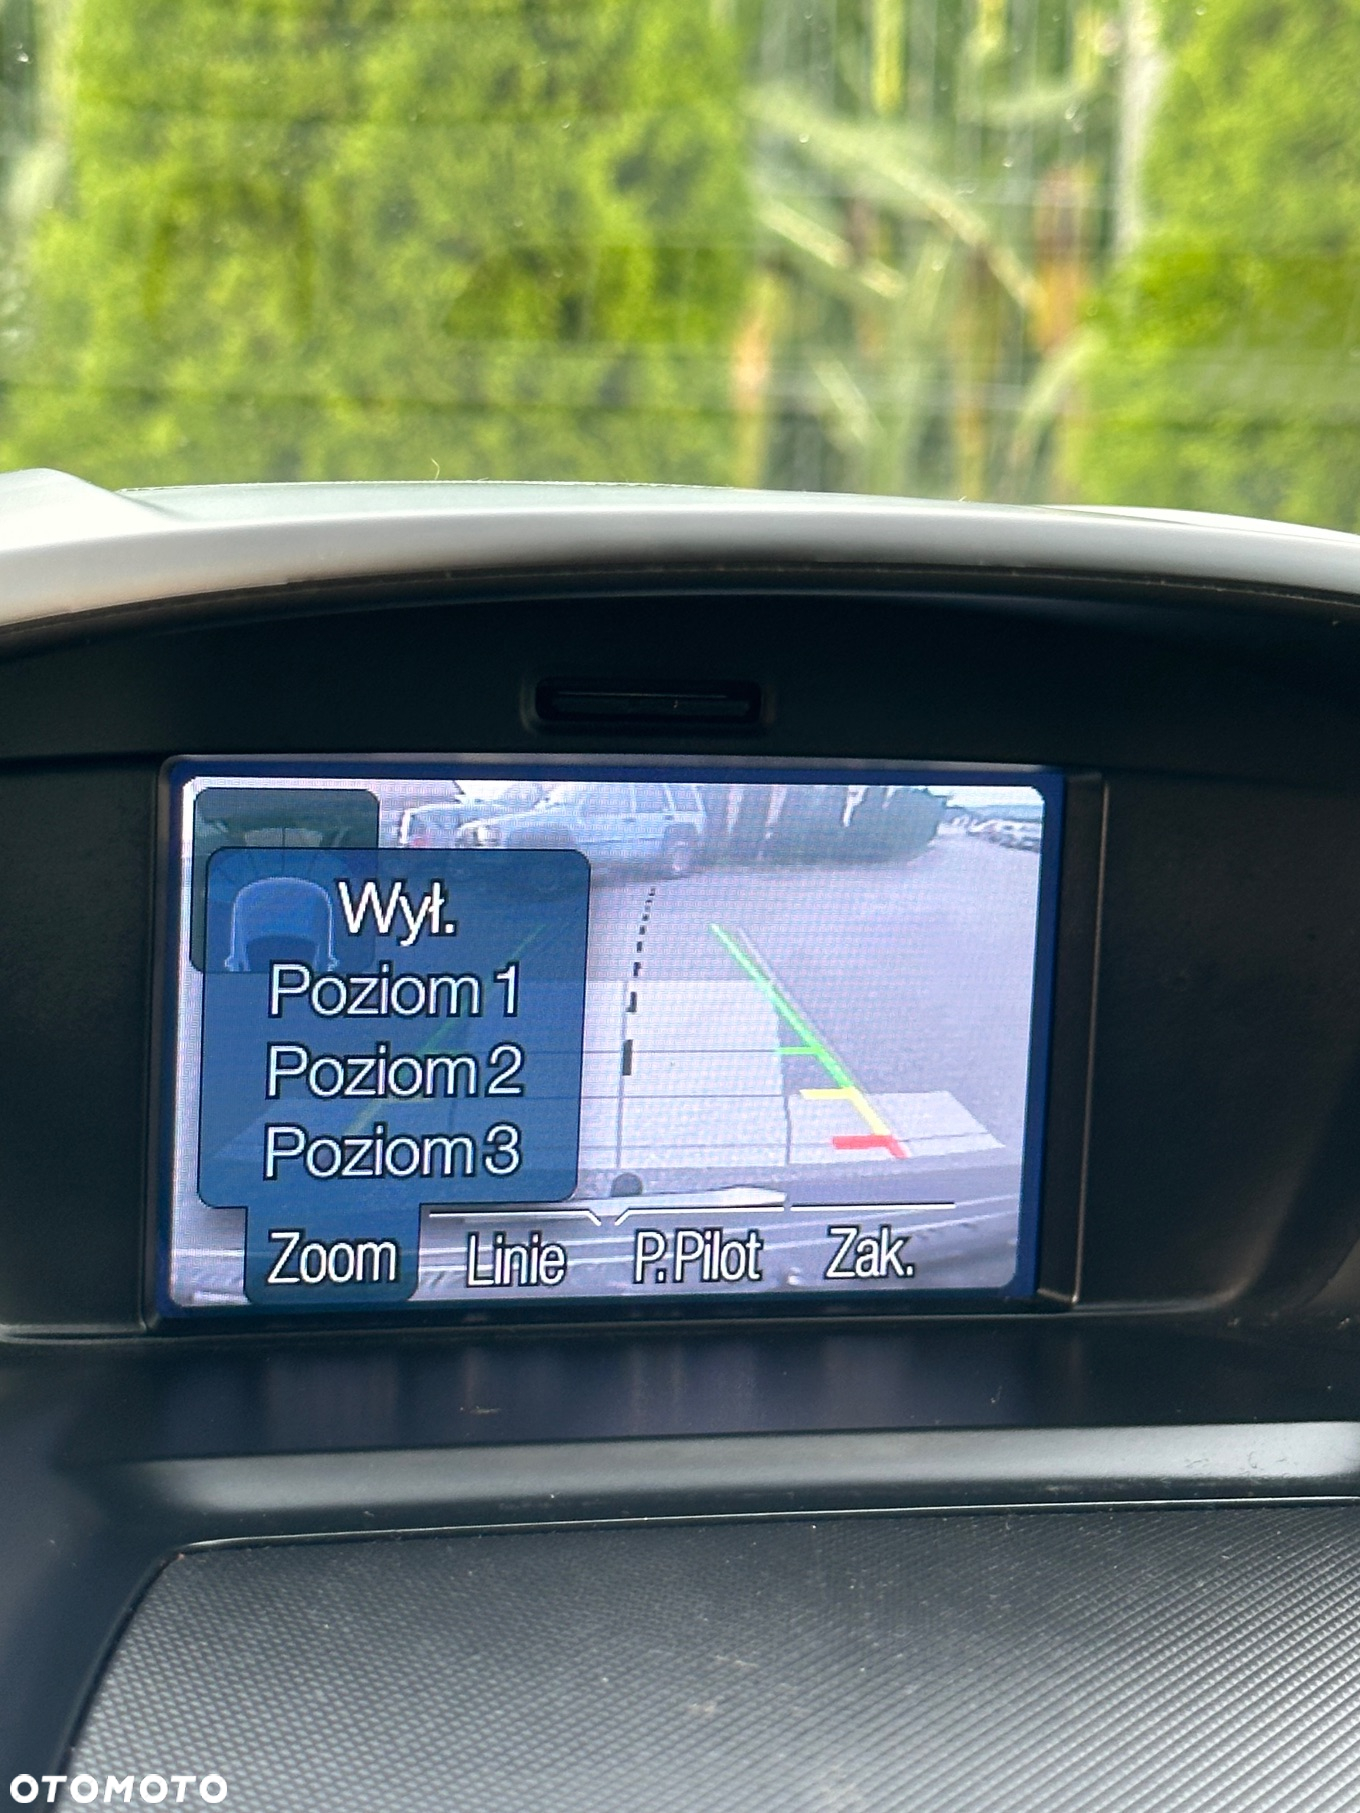 Wył.
Poziom 1
Poziom 2
Poziom 3
Zoom Linie P.Pilot Zak.
OTOMOTO